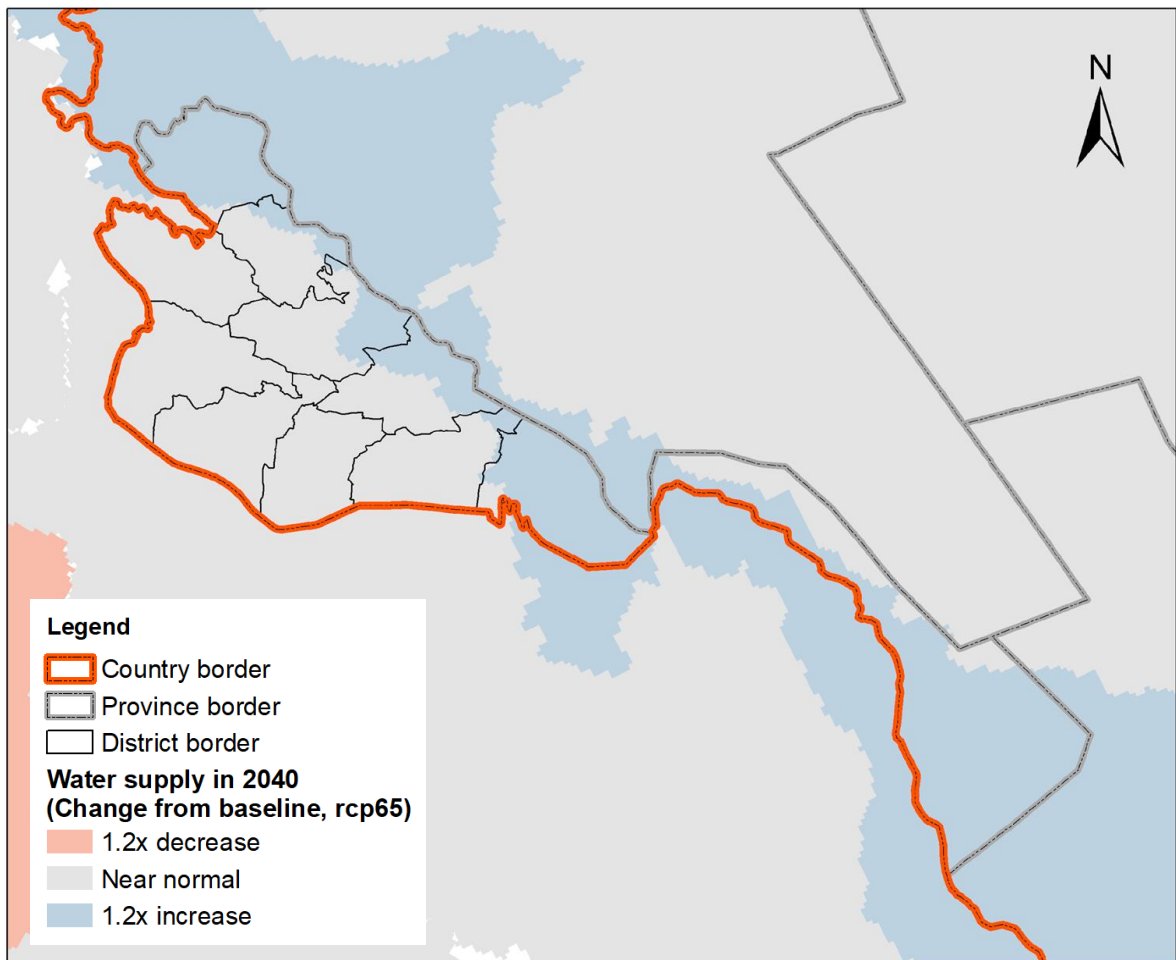 N
Legend
Country border
Province border
District border
Water supply in 2040
(Change from baseline, rcp65)
1.2x decrease
Near normal
1.2x increase